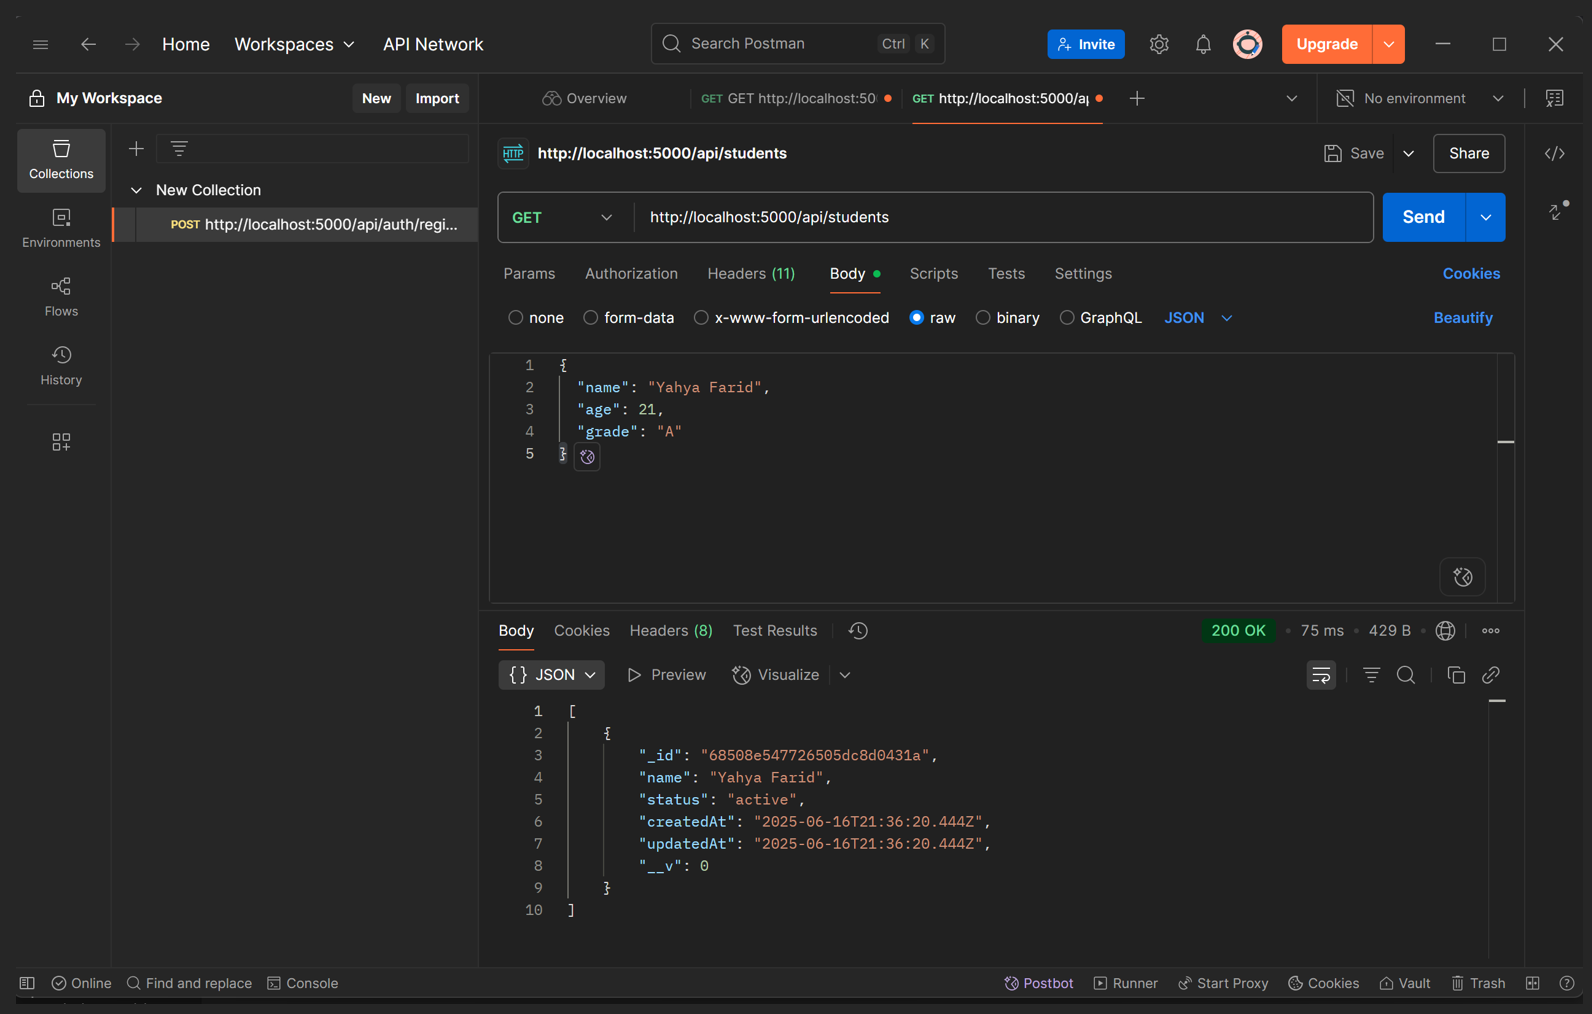 Home Workspaces API Network Search Postman Ctrl K Invite Upgrade
My Workspace New Import Overview GET GET http://localhost:50 GET http://localhost:5000/a No environment
Collections
Environments
Flows
History
New Collection
POST http://localhost:5000/api/auth/regi...
HTTP http://localhost:5000/api/students Save Share
GET http://localhost:5000/api/students Send
Params Authorization Headers (11) Body Scripts Tests Settings Cookies
none form-data x-www-form-urlencoded raw binary GraphQL JSON Beautify
1 {
2 "name": "Yahya Farid",
3 "age": 21,
4 "grade": "A"
5 }
Body Cookies Headers (8) Test Results 200 OK 75 ms 429 B
{} JSON Preview Visualize
1 [
2 {
3 "_id": "68508e547726505dc8d0431a",
4 "name": "Yahya Farid",
5 "status": "active",
6 "createdAt": "2025-06-16T21:36:20.444Z",
7 "updatedAt": "2025-06-16T21:36:20.444Z",
8 "__v": 0
9 }
10 ]
Online Find and replace Console Postbot Runner Start Proxy Cookies Vault Trash